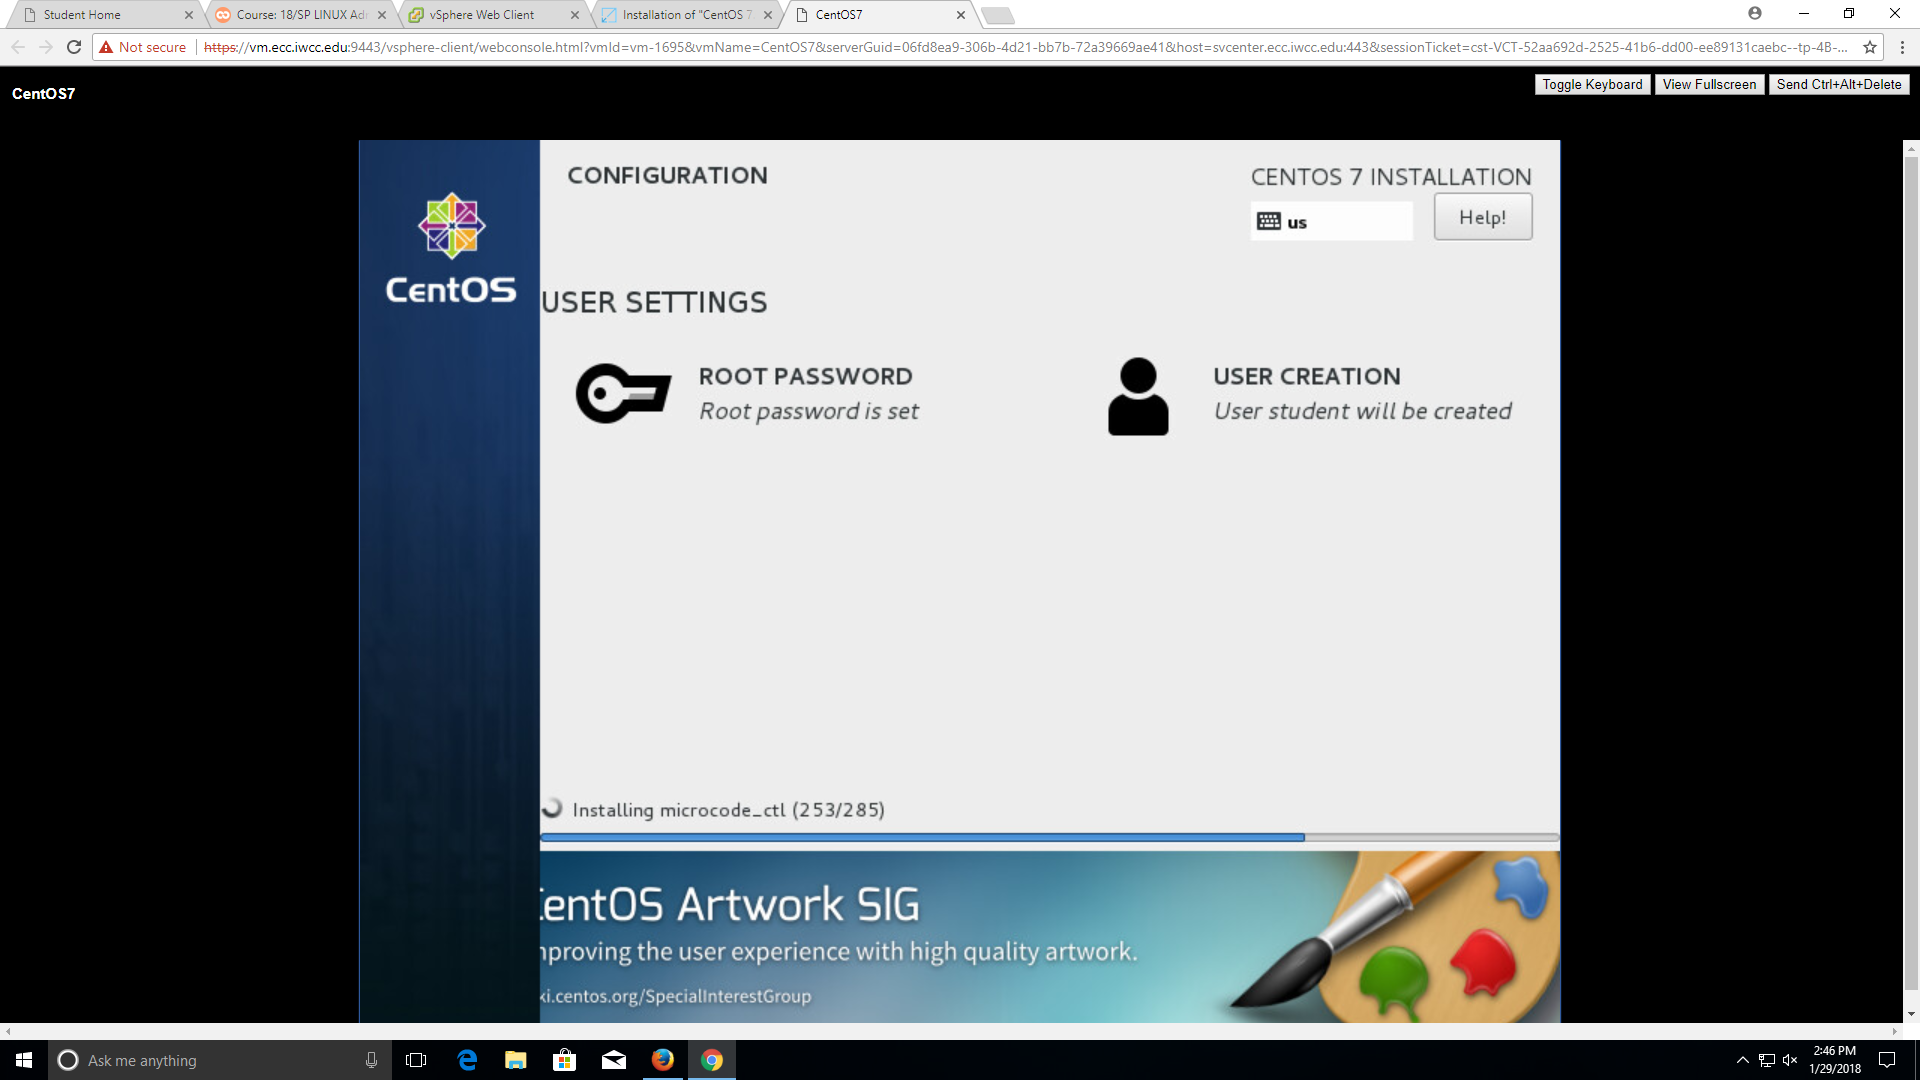 Student Home
Course: 18/SP LINUX Adm
vSphere Web Client
Installation of "CentOS 7
CentOS7
Not secure
https://vm.ecc.iwcc.edu:9443/vsphere-client/webconsole.html?vmId=vm-1695&vmName=CentOS7&serverGuid=06fd8ea9-306b-4d21-bb7b-72a39669ae41&host=svcenter.ecc.iwcc.edu:443&sessionTicket=cst-VCT-52aa692d-2525-41b6-dd00-ee89131caebc--tp-4B-...
CentOS7
Toggle Keyboard
View Fullscreen
Send Ctrl+Alt+Delete
CentOS
CONFIGURATION
CENTOS 7 INSTALLATION
us
Help!
USER SETTINGS
ROOT PASSWORD
Root password is set
USER CREATION
User student will be created
Installing microcode_ctl (253/285)
entOS Artwork SIG
mproving the user experience with high quality artwork.
ki.centos.org/SpecialInterestGroup
Ask me anything
2:46 PM
1/29/2018